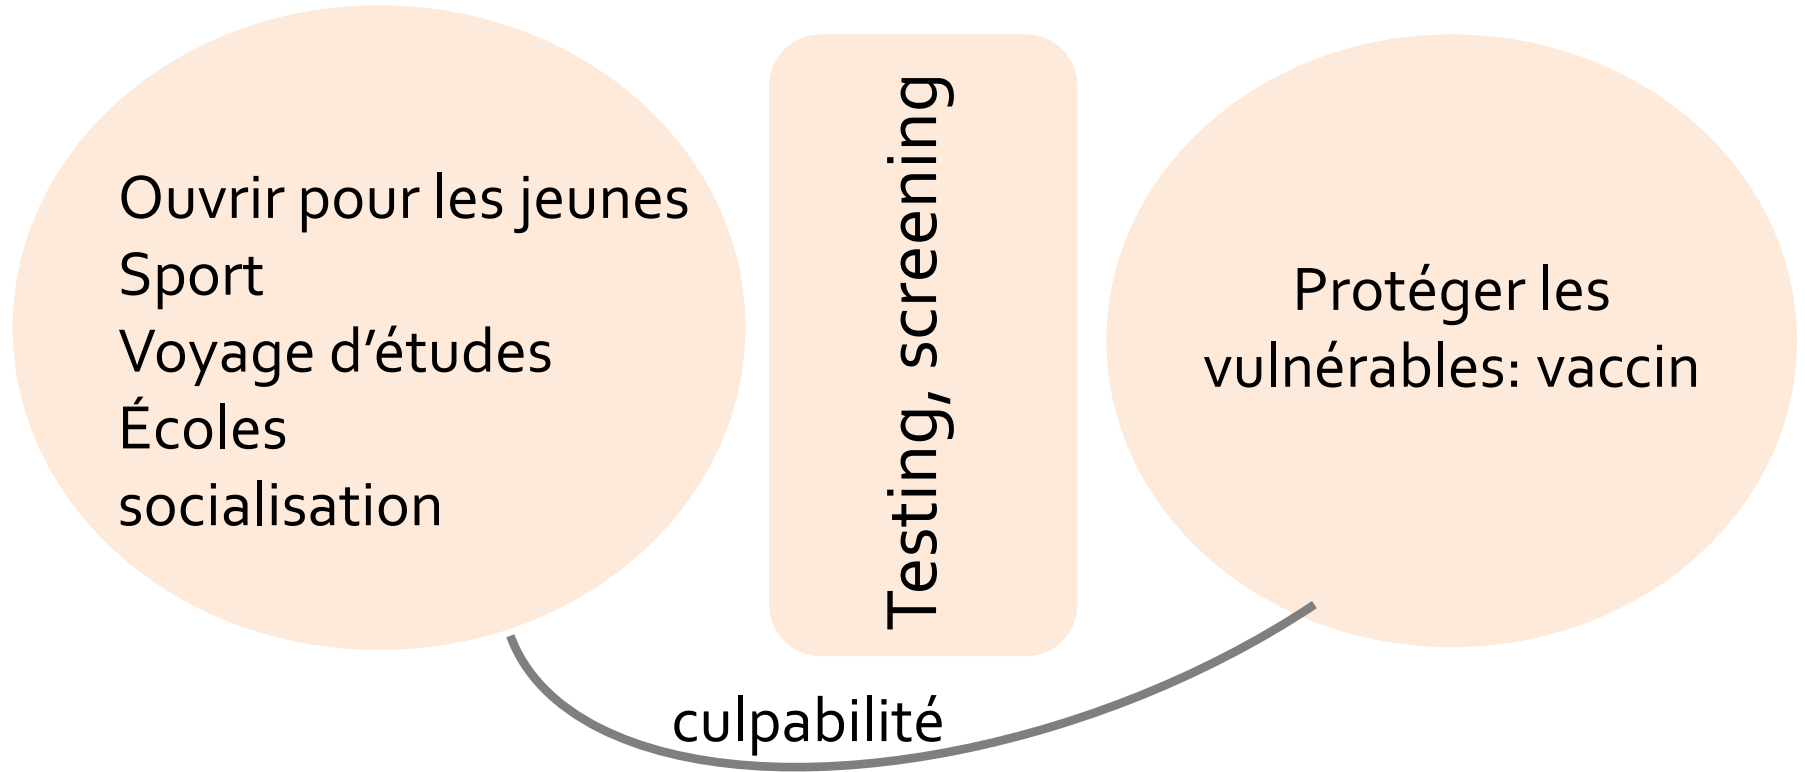 Ouvrir pour les jeunes
Sport
Voyage d’études
Écoles
socialisation
Testing, screening
Protéger les
vulnérables: vaccin
culpabilité